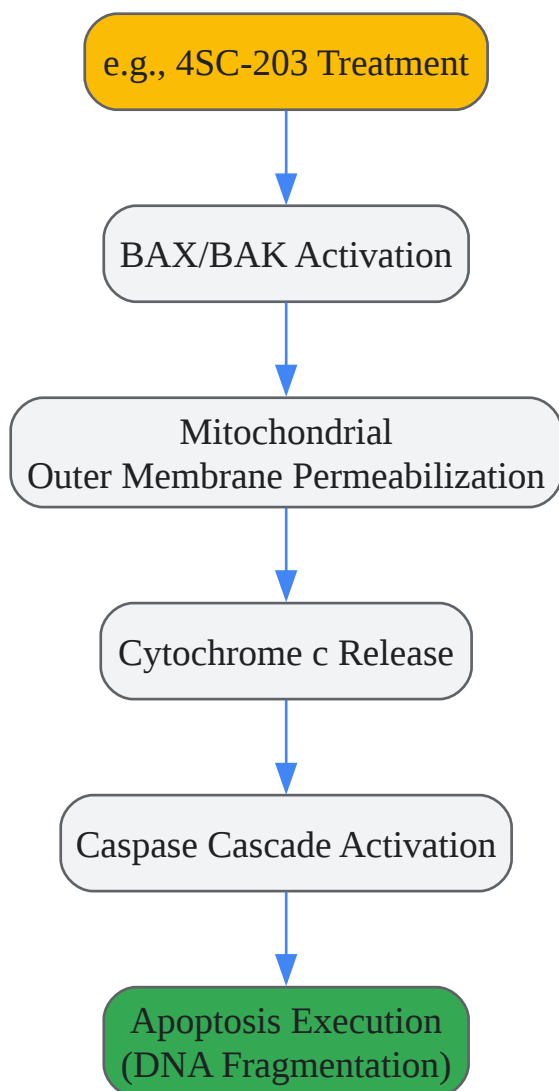 e.g., 4SC-203 Treatment
BAX/BAK Activation
Mitochondrial
Outer Membrane Permeabilization
Cytochrome c Release
Caspase Cascade Activation
Apoptosis Execution
(DNA Fragmentation)